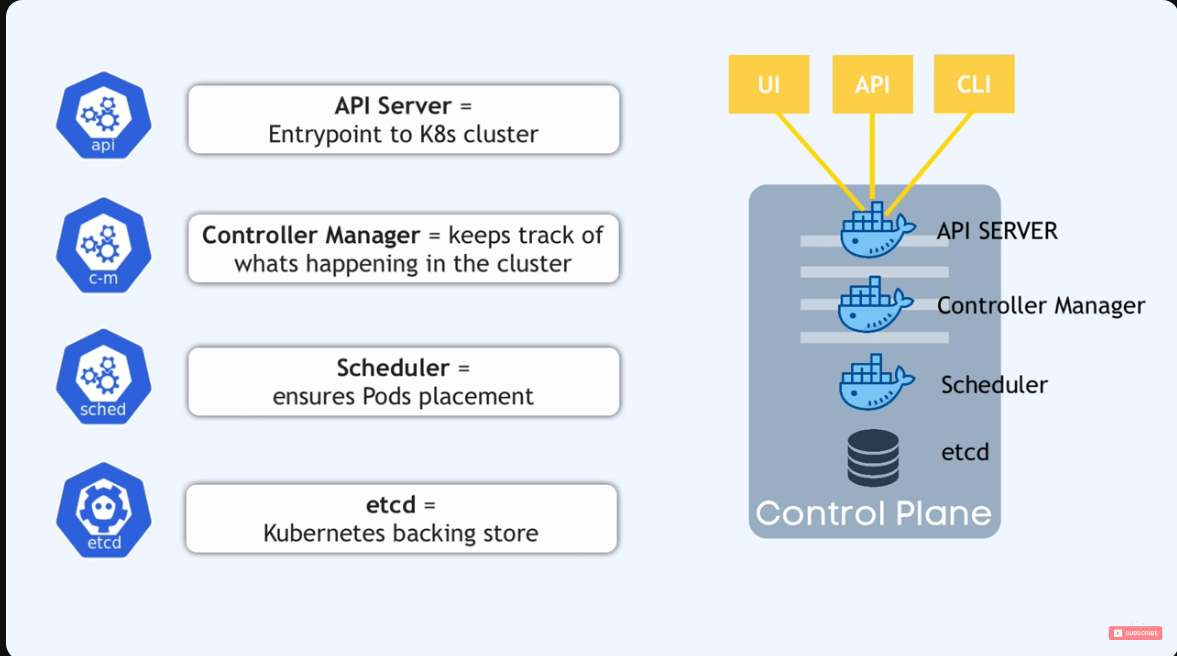 api
API Server =
Entrypoint to K8s cluster
c-m
Controller Manager = keeps track of
whats happening in the cluster
sched
Scheduler =
ensures Pods placement
etcd
etcd =
Kubernetes backing store
UI
API
CLI
API SERVER
Controller Manager
Scheduler
etcd
Control Plane
SUBSCRIBE